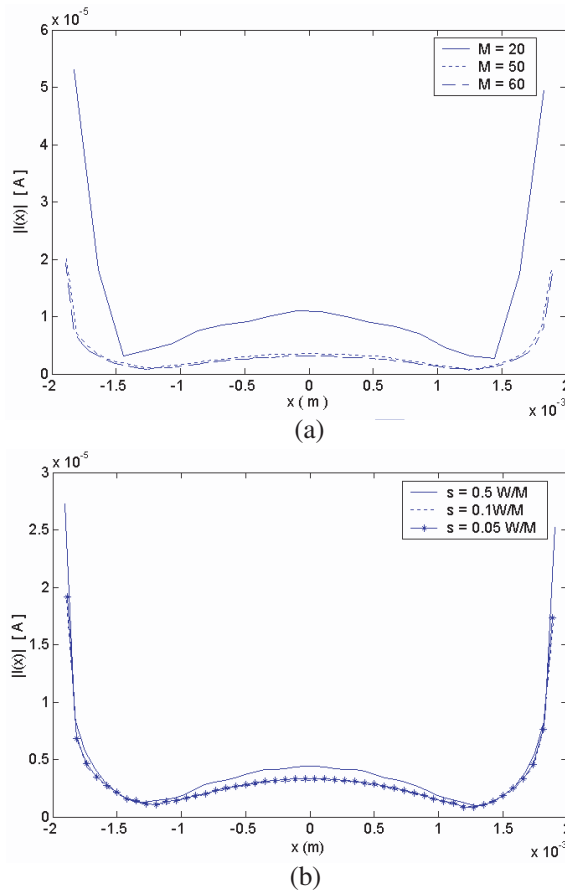 x 10^-5
6
5
4
3
2
1
0
|I(x)| [ A ]
M = 20
M = 50
M = 60
-2 -1.5 -1 -0.5 0 0.5 1 1.5 2
x ( m )
x 10^-3
(a)
x 10^-5
3
2.5
2
1.5
1
0.5
0
|I(x)| [ A ]
s = 0.5 W/M
s = 0.1W/M
s = 0.05 W/M
-2 -1.5 -1 -0.5 0 0.5 1 1.5 2
x (m)
x 10^-3
(b)